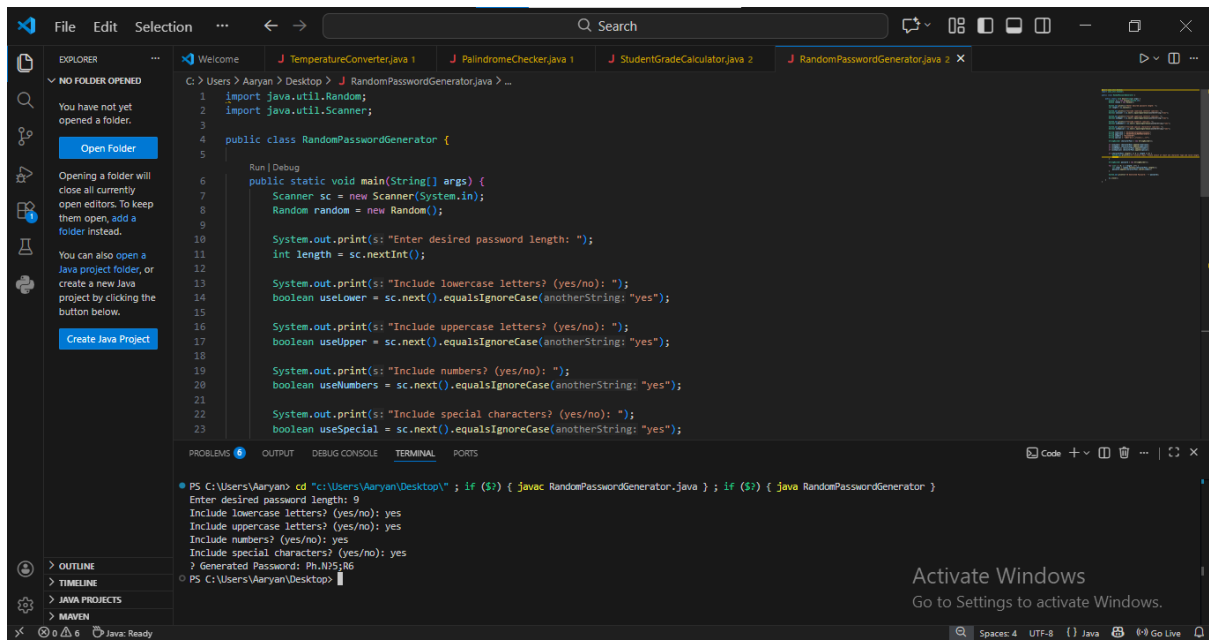 File Edit Selection ··· Search
EXPLORER ···
NO FOLDER OPENED
You have not yet
opened a folder.
Open Folder
Opening a folder will
close all currently
open editors. To keep
them open, add a
folder instead.
You can also open a
Java project folder, or
create a new Java
project by clicking the
button below.
Create Java Project
OUTLINE
TIMELINE
JAVA PROJECTS
MAVEN
1
Welcome J TemperatureConverter.java 1 J PalindromeChecker.java 1 J StudentGradeCalculator.java 2 J RandomPasswordGenerator.java 2
C: > Users > Aaryan > Desktop > J RandomPasswordGenerator.java > ...
1 import java.util.Random;
2 import java.util.Scanner;
3
4 public class RandomPasswordGenerator {
5
Run | Debug
6 public static void main(String[] args) {
7 Scanner sc = new Scanner(System.in);
8 Random random = new Random();
9
10 System.out.print(s: "Enter desired password length: ");
11 int length = sc.nextInt();
12
13 System.out.print(s: "Include lowercase letters? (yes/no): ");
14 boolean useLower = sc.next().equalsIgnoreCase(anotherString: "yes");
15
16 System.out.print(s: "Include uppercase letters? (yes/no): ");
17 boolean useUpper = sc.next().equalsIgnoreCase(anotherString: "yes");
18
19 System.out.print(s: "Include numbers? (yes/no): ");
20 boolean useNumbers = sc.next().equalsIgnoreCase(anotherString: "yes");
21
22 System.out.print(s: "Include special characters? (yes/no): ");
23 boolean useSpecial = sc.next().equalsIgnoreCase(anotherString: "yes");
PROBLEMS 6 OUTPUT DEBUG CONSOLE TERMINAL PORTS Code
PS C:\Users\Aaryan> cd "c:\Users\Aaryan\Desktop\" ; if ($?) { javac RandomPasswordGenerator.java } ; if ($?) { java RandomPasswordGenerator }
Enter desired password length: 9
Include lowercase letters? (yes/no): yes
Include uppercase letters? (yes/no): yes
Include numbers? (yes/no): yes
Include special characters? (yes/no): yes
? Generated Password: Ph.N?5;R6
PS C:\Users\Aaryan\Desktop>
Activate Windows
Go to Settings to activate Windows.
0 6 Java: Ready Spaces: 4 UTF-8 {} Java Go Live